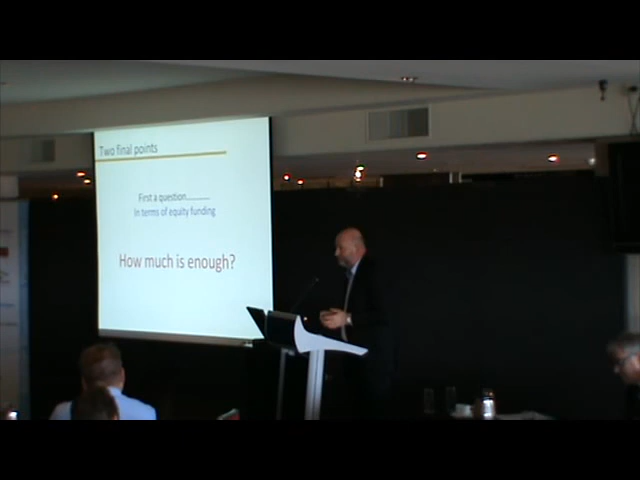 Two final points
First a question...........
In terms of equity funding
How much is enough?